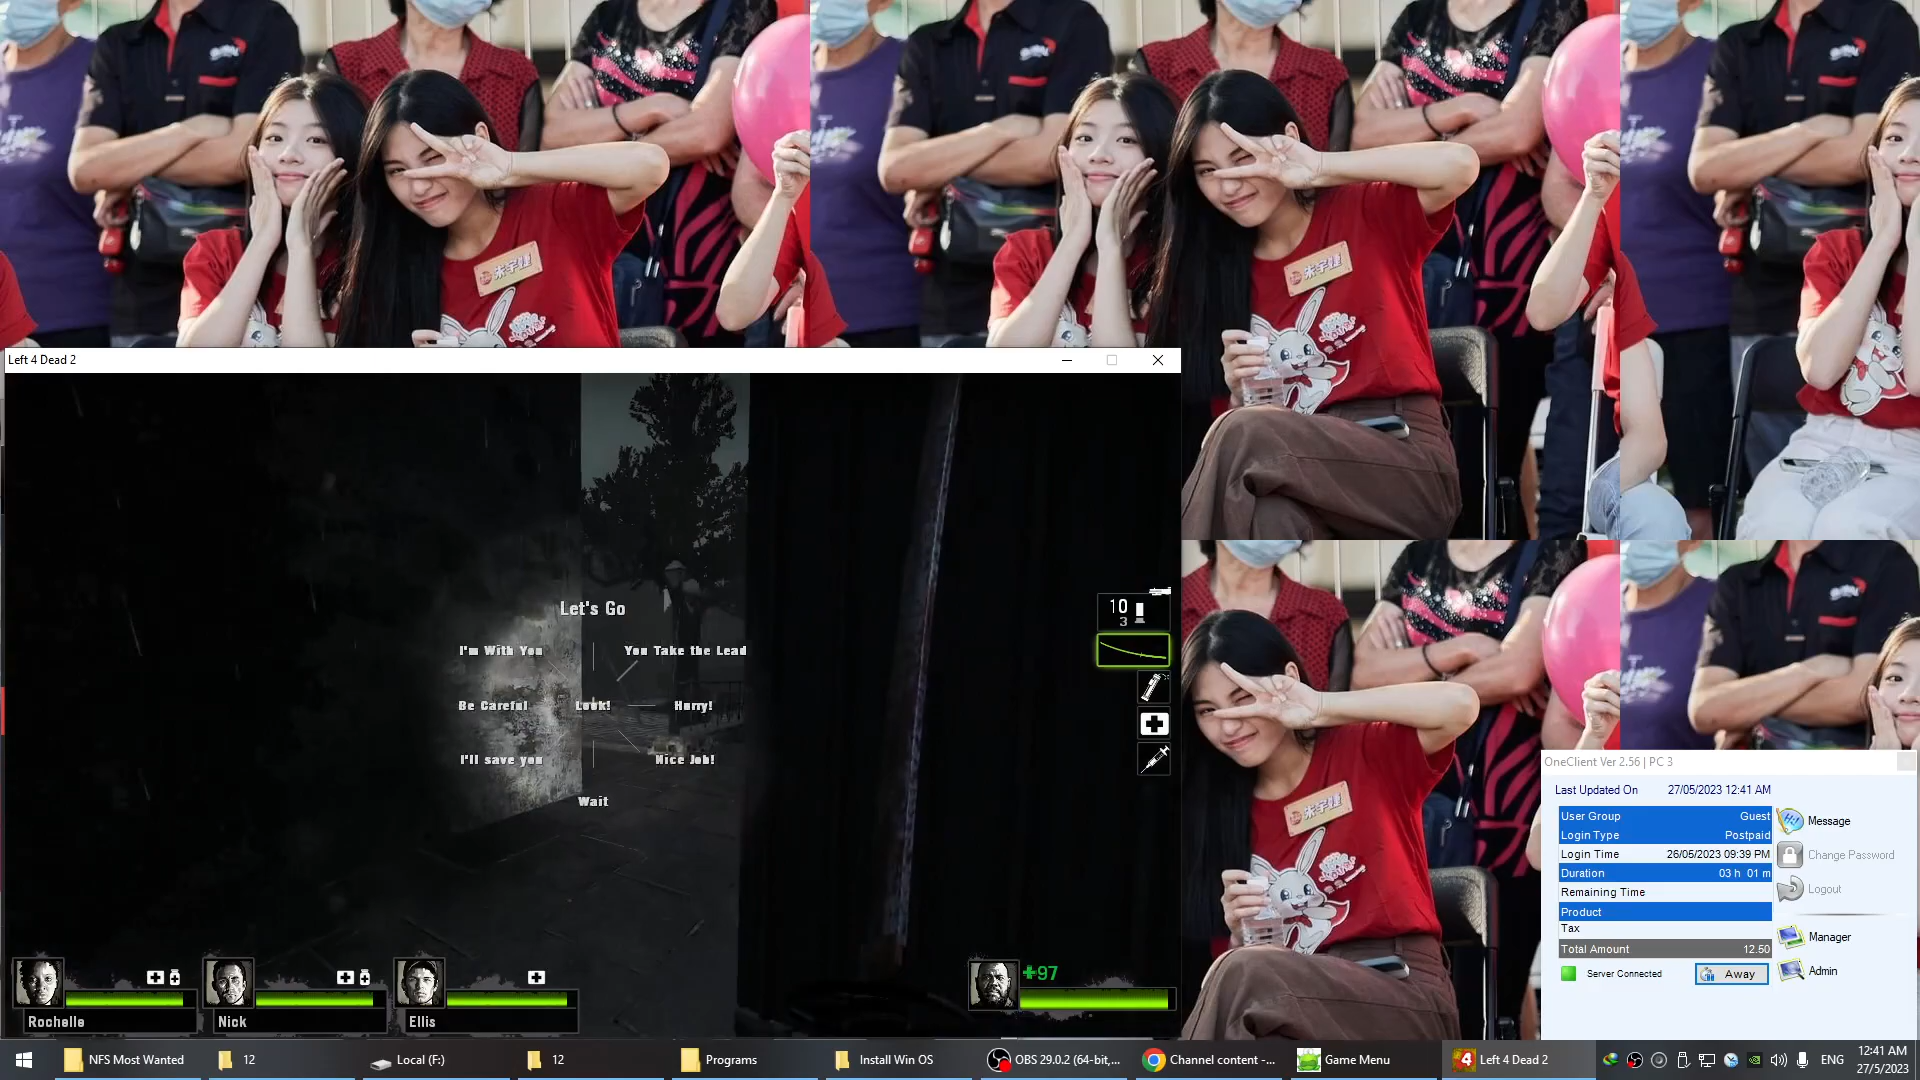 Left 4 Dead 2
Let's Go
I'm With You
You Take the Lead
Be Careful
Look!
Hurry!
I'll save you
Nice Job!
Wait
10
3
+97
Rochelle
Nick
Ellis
OneClient Ver 2.56 | PC 3
Last Updated On 27/05/2023 12:41 AM
User Group Guest
Login Type Postpaid
Login Time 26/05/2023 09:39 PM
Duration 03 h 01 m
Remaining Time
Product
Tax
Total Amount 12.50
Server Connected
Away
Message
Change Password
Logout
Manager
Admin
NFS Most Wanted
12
Local (F:)
12
Programs
Install Win OS
OBS 29.0.2 (64-bit,...
Channel content -...
Game Menu
Left 4 Dead 2
ENG
12:41 AM
27/5/2023